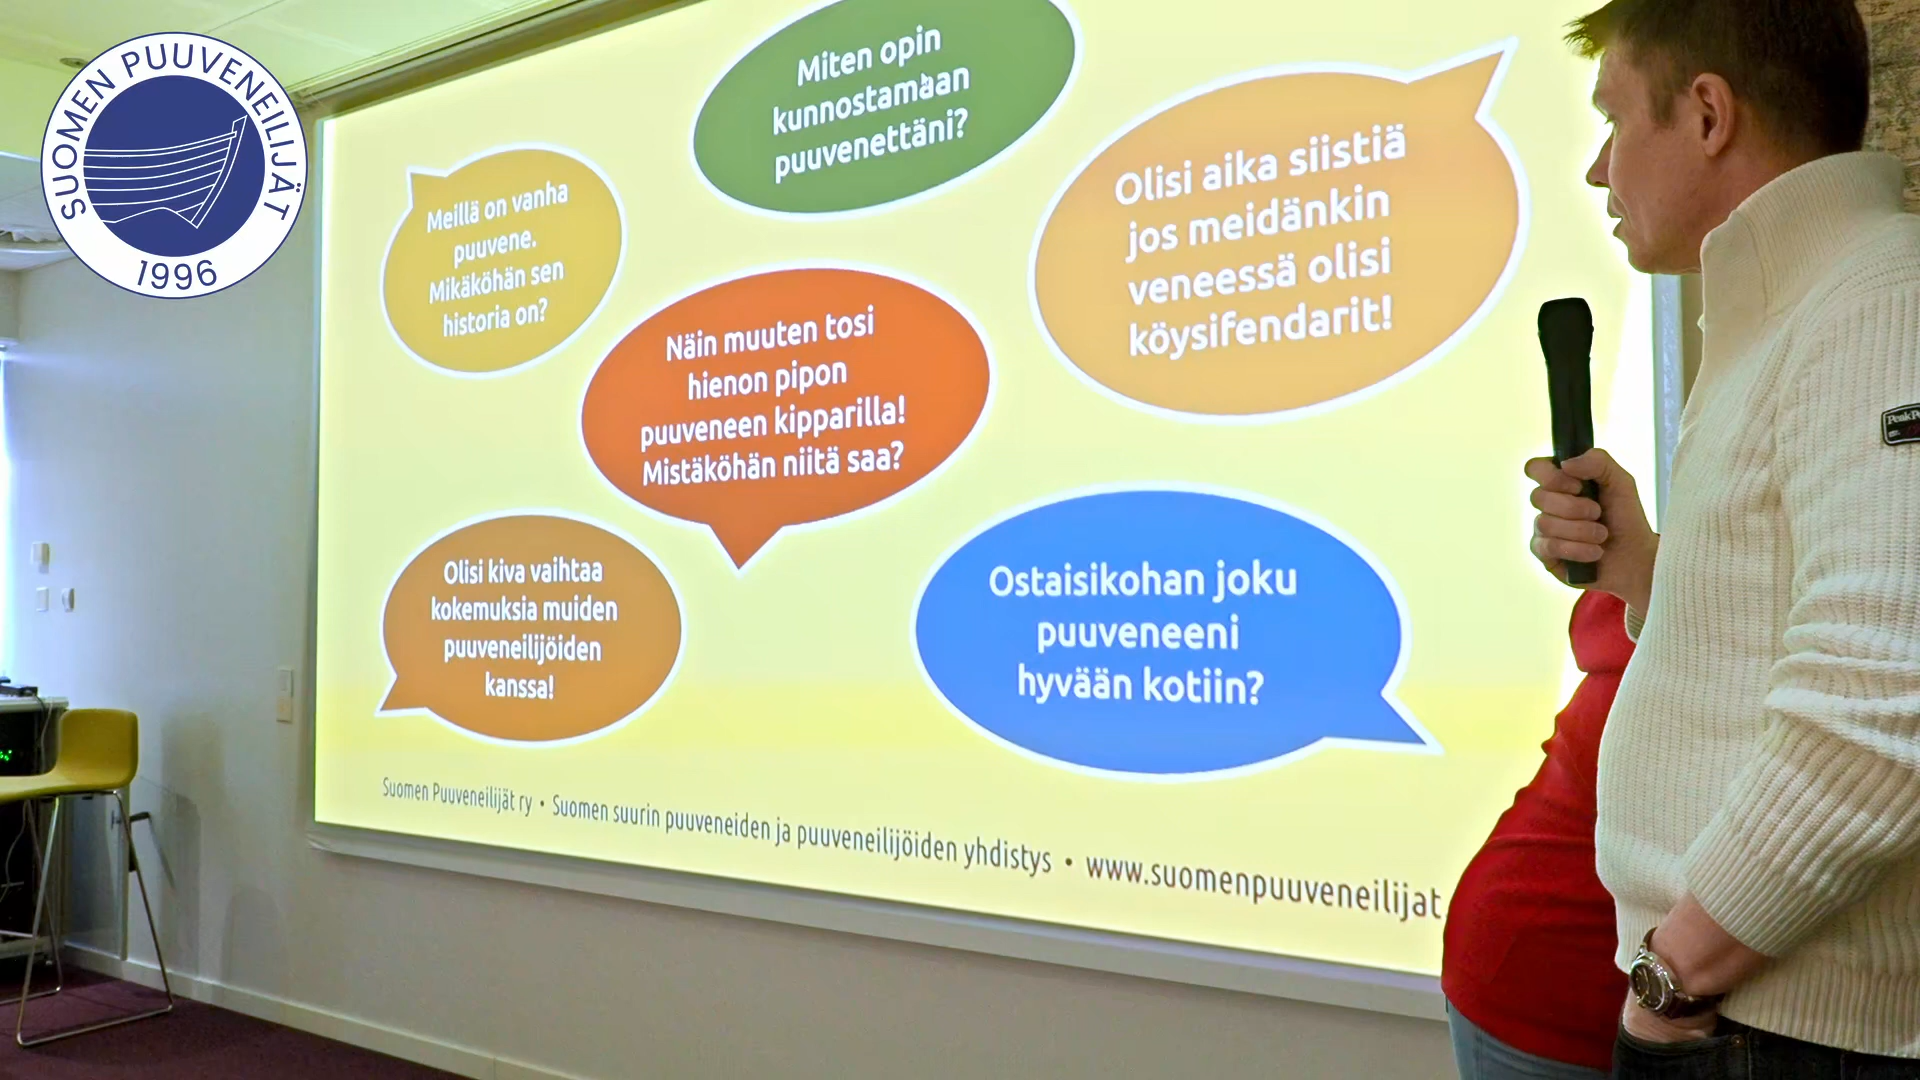 SUOMEN PUUVENEILIJÄT
1996
Miten opin
kunnostamaan
puuvenettäni?
Meillä on vanha
puuvene.
Mikäköhän sen
historia on?
Olisi aika siistiä
jos meidänkin
veneessä olisi
köysifendarit!
Näin muuten tosi
hienon pipon
puuveneen kipparilla!
Mistäköhän niitä saa?
Olisi kiva vaihtaa
kokemuksia muiden
puuveneilijöiden
kanssa!
Ostaisikohan joku
puuveneeni
hyvään kotiin?
Suomen Puuveneilijät ry • Suomen suurin puuveneiden ja puuveneilijöiden yhdistys • www.suomenpuuveneilijat.